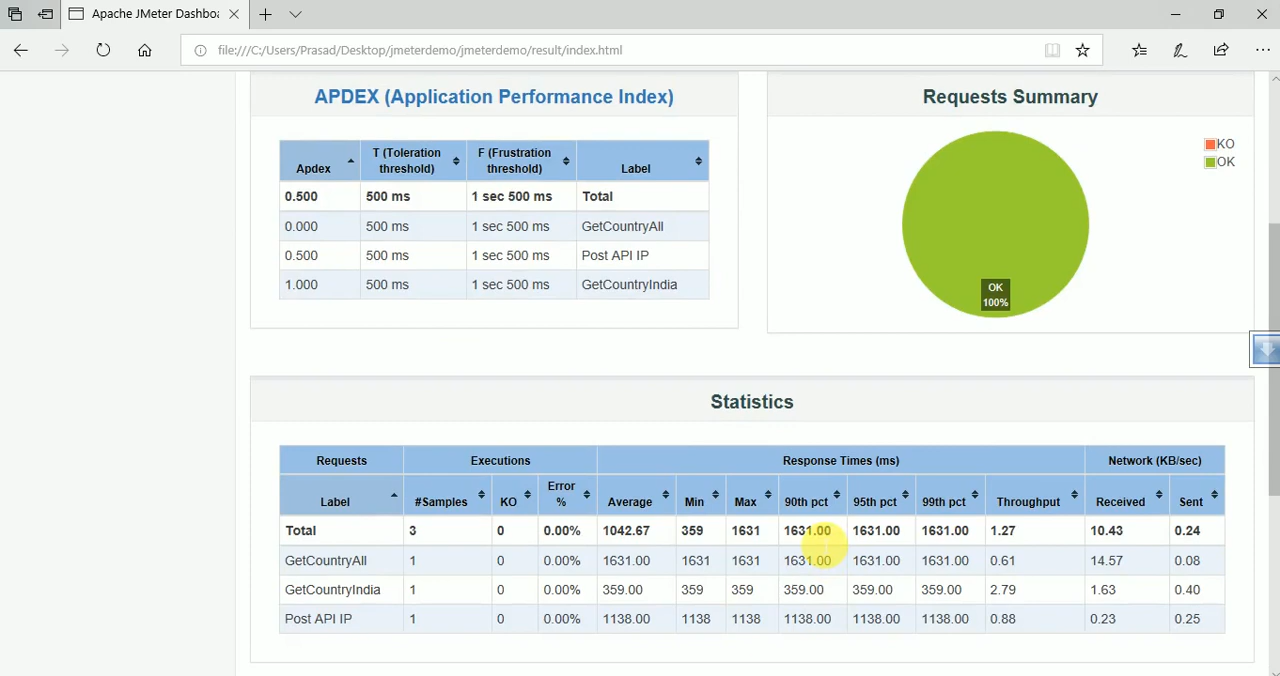 Apache JMeter Dashboa
file:///C:/Users/Prasad/Desktop/jmeterdemo/jmeterdemo/result/index.html
APDEX (Application Performance Index)
Apdex T (Toleration threshold) F (Frustration threshold) Label
0.500 500 ms 1 sec 500 ms Total
0.000 500 ms 1 sec 500 ms GetCountryAll
0.500 500 ms 1 sec 500 ms Post API IP
1.000 500 ms 1 sec 500 ms GetCountryIndia
Requests Summary
KO
OK
OK
100%
Statistics
Requests Executions Response Times (ms) Network (KB/sec)
Label #Samples KO Error % Average Min Max 90th pct 95th pct 99th pct Throughput Received Sent
Total 3 0 0.00% 1042.67 359 1631 1631.00 1631.00 1631.00 1.27 10.43 0.24
GetCountryAll 1 0 0.00% 1631.00 1631 1631 1631.00 1631.00 1631.00 0.61 14.57 0.08
GetCountryIndia 1 0 0.00% 359.00 359 359 359.00 359.00 359.00 2.79 1.63 0.40
Post API IP 1 0 0.00% 1138.00 1138 1138 1138.00 1138.00 1138.00 0.88 0.23 0.25